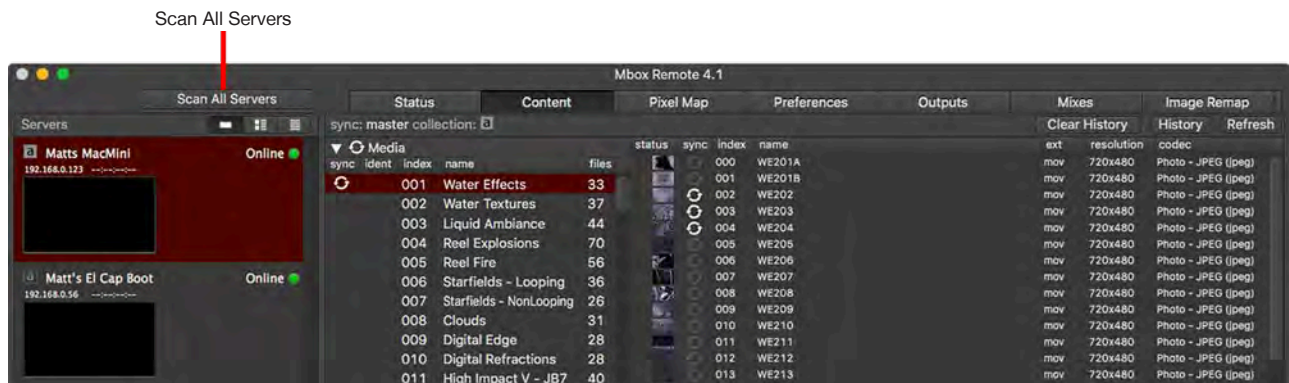 Scan All Servers
Mbox Remote 4.1
Scan All Servers Status Content Pixel Map Preferences Outputs Mixes Image Remap
Servers sync: master collection: a Clear History History Refresh
a Matts MacMini Online
192.168.0.123 --:--:--:--
a Matt's El Cap Boot Online
192.168.0.56 --:--:--:--
Media
sync ident index name files
001 Water Effects 33
002 Water Textures 37
003 Liquid Ambiance 44
004 Reel Explosions 70
005 Reel Fire 56
006 Starfields - Looping 36
007 Starfields - NonLooping 26
008 Clouds 31
009 Digital Edge 28
010 Digital Refractions 28
011 High Impact V - JB7 40
status sync index name ext resolution codec
000 WE201A mov 720x480 Photo - JPEG (jpeg)
001 WE201B mov 720x480 Photo - JPEG (jpeg)
002 WE202 mov 720x480 Photo - JPEG (jpeg)
003 WE203 mov 720x480 Photo - JPEG (jpeg)
004 WE204 mov 720x480 Photo - JPEG (jpeg)
005 WE205 mov 720x480 Photo - JPEG (jpeg)
006 WE206 mov 720x480 Photo - JPEG (jpeg)
007 WE207 mov 720x480 Photo - JPEG (jpeg)
008 WE208 mov 720x480 Photo - JPEG (jpeg)
009 WE209 mov 720x480 Photo - JPEG (jpeg)
010 WE210 mov 720x480 Photo - JPEG (jpeg)
011 WE211 mov 720x480 Photo - JPEG (jpeg)
012 WE212 mov 720x480 Photo - JPEG (jpeg)
013 WE213 mov 720x480 Photo - JPEG (jpeg)